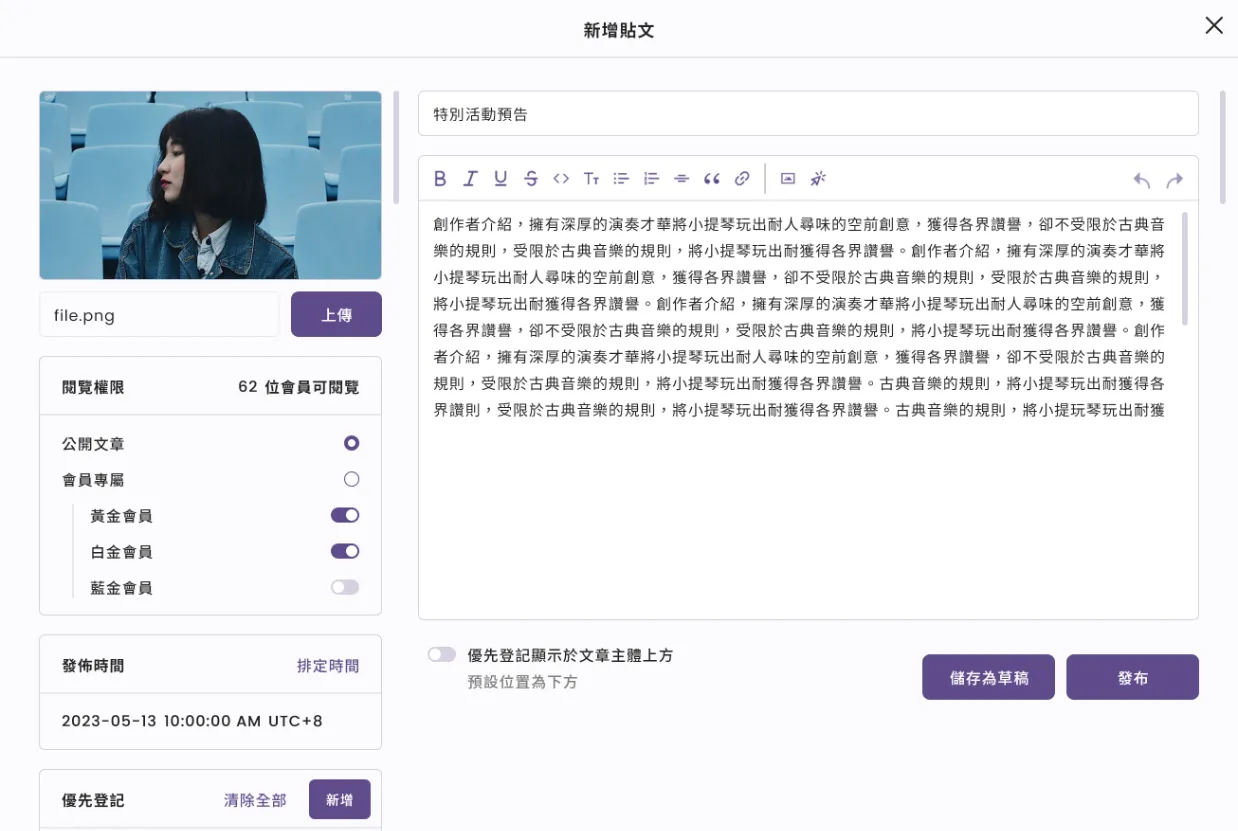 新增貼文
file.png
上傳
閱覽權限
62 位會員可閱覽
公開文章
會員專屬
黃金會員
白金會員
藍金會員
發佈時間
排定時間
2023-05-13 10:00:00 AM UTC+8
優先登記
清除全部
新增
特別活動預告
創作者介紹，擁有深厚的演奏才華將小提琴玩出耐人尋味的空前創意，獲得各界讚譽，卻不受限於古典音
樂的規則，受限於古典音樂的規則，將小提琴玩出耐獲得各界讚譽。創作者介紹，擁有深厚的演奏才華將
小提琴玩出耐人尋味的空前創意，獲得各界讚譽，卻不受限於古典音樂的規則，受限於古典音樂的規則，
將小提琴玩出耐獲得各界讚譽。創作者介紹，擁有深厚的演奏才華將小提琴玩出耐人尋味的空前創意，獲
得各界讚譽，卻不受限於古典音樂的規則，受限於古典音樂的規則，將小提琴玩出耐獲得各界讚譽。創作
者介紹，擁有深厚的演奏才華將小提琴玩出耐人尋味的空前創意，獲得各界讚譽，卻不受限於古典音樂的
規則，受限於古典音樂的規則，將小提琴玩出耐獲得各界讚譽。古典音樂的規則，將小提琴玩出耐獲得各
界讚則，受限於古典音樂的規則，將小提琴玩出耐獲得各界讚譽。古典音樂的規則，將小提玩琴玩出耐獲
優先登記顯示於文章主體上方
預設位置為下方
儲存為草稿
發布